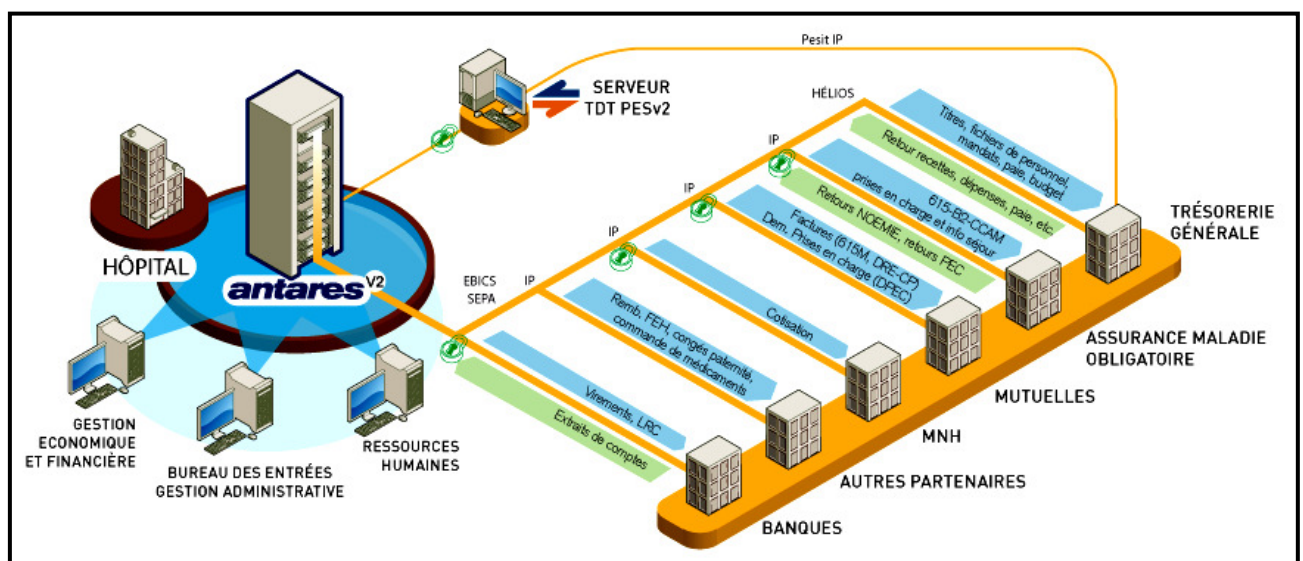 Pesit IP
SERVEUR
TDT PESv2
HÉLIOS
Titres, fichiers de personnel,
mandats, paie, budget
Retour recettes, dépenses, paie, etc.
IP
615-B2-CCAM
prises en charge et info séjour
Retours NOEMIE, retours PEC
IP
Factures (615M, DRE-CP)
Dem. Prises en charge (DPEC)
IP
Cotisation
EBICS
SEPA
IP
Remb. FEH, congés paternité,
commande de médicaments
Virements, LRC
Extraits de comptes
HÔPITAL
antares V2
GESTION
ECONOMIQUE
ET FINANCIÈRE
BUREAU DES ENTRÉES
GESTION ADMINISTRATIVE
RESSOURCES
HUMAINES
TRÉSORERIE
GÉNÉRALE
ASSURANCE MALADIE
OBLIGATOIRE
MUTUELLES
MNH
AUTRES PARTENAIRES
BANQUES